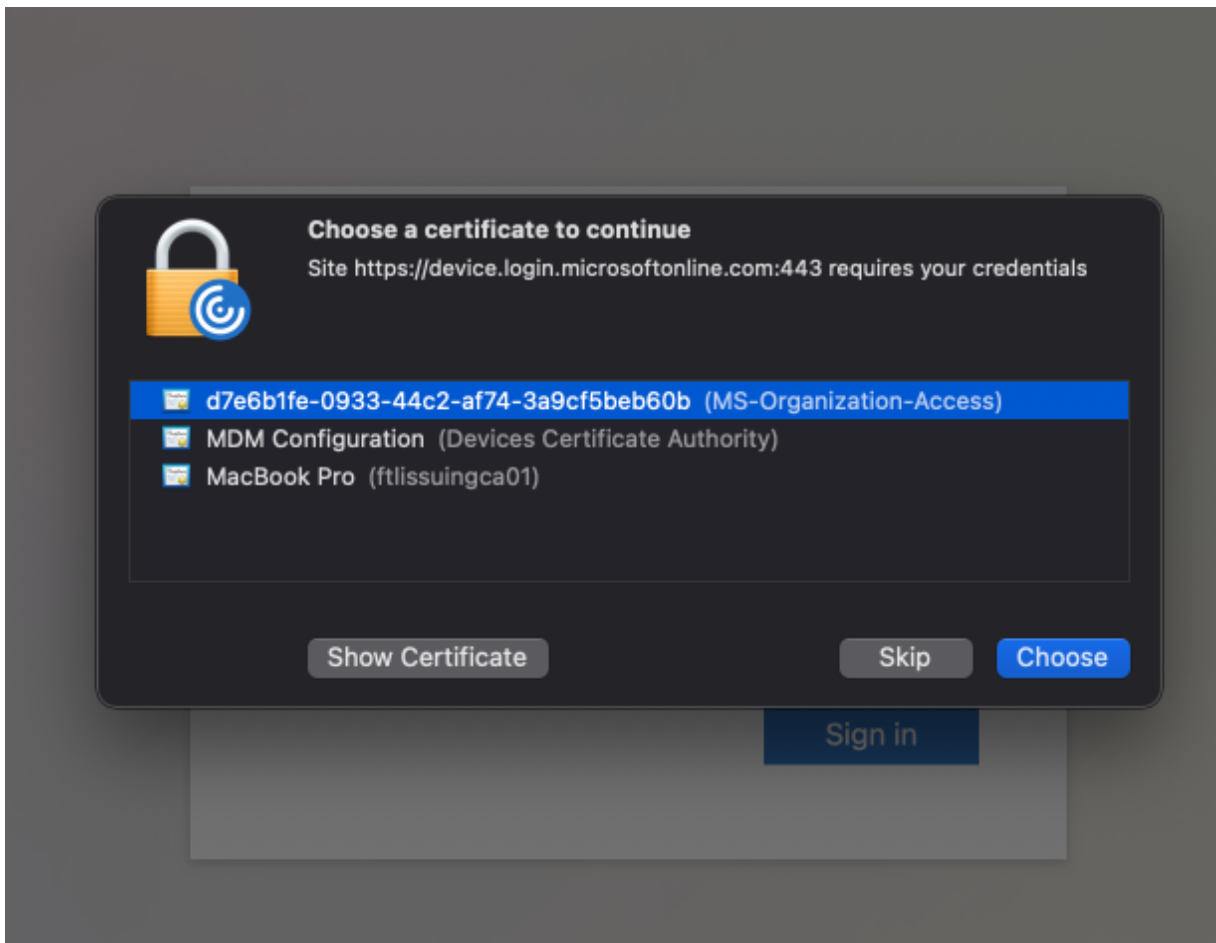 Choose a certificate to continue
Site https://device.login.microsoftonline.com:443 requires your credentials
d7e6b1fe-0933-44c2-af74-3a9cf5beb60b (MS-Organization-Access)
MDM Configuration (Devices Certificate Authority)
MacBook Pro (ftlissuingca01)
Show Certificate Skip Choose
Sign in